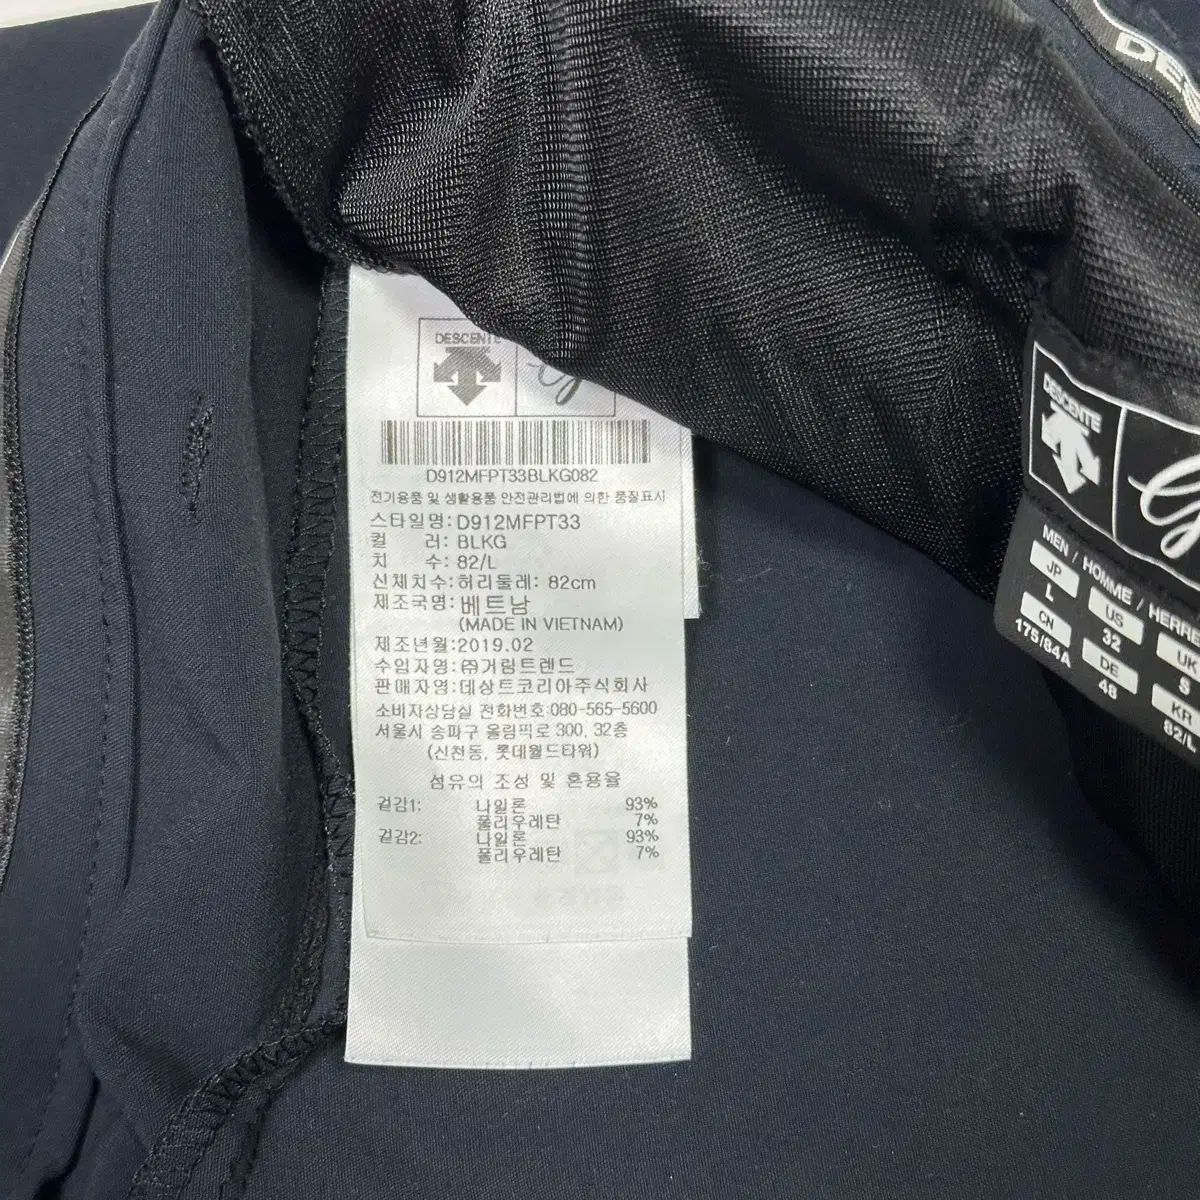 DES
DESCENTE
D912MFPT33BLKG082
전기용품 및 생활용품 안전관리법에 의한 품질표시
스타일명: D912MFPT33
컬 러: BLKG
치 수: 82/L
신체치수: 허리둘레: 82cm
제조국명: 베트남
(MADE IN VIETNAM)
제조년월: 2019.02
수입자명: ㈜거림트렌드
판매자명: 데상트코리아주식회사
소비자상담실 전화번호: 080-565-5600
서울시 송파구 올림픽로 300, 32층
(신천동, 롯데월드타워)
섬유의 조성 및 혼용율
겉감1: 나일론 93%
폴리우레탄 7%
겉감2: 나일론 93%
폴리우레탄 7%
DESCENTE
MEN / HOMME / HERR
JP US UK
L 32 S
CN DE KR
175/84A 48 82/L